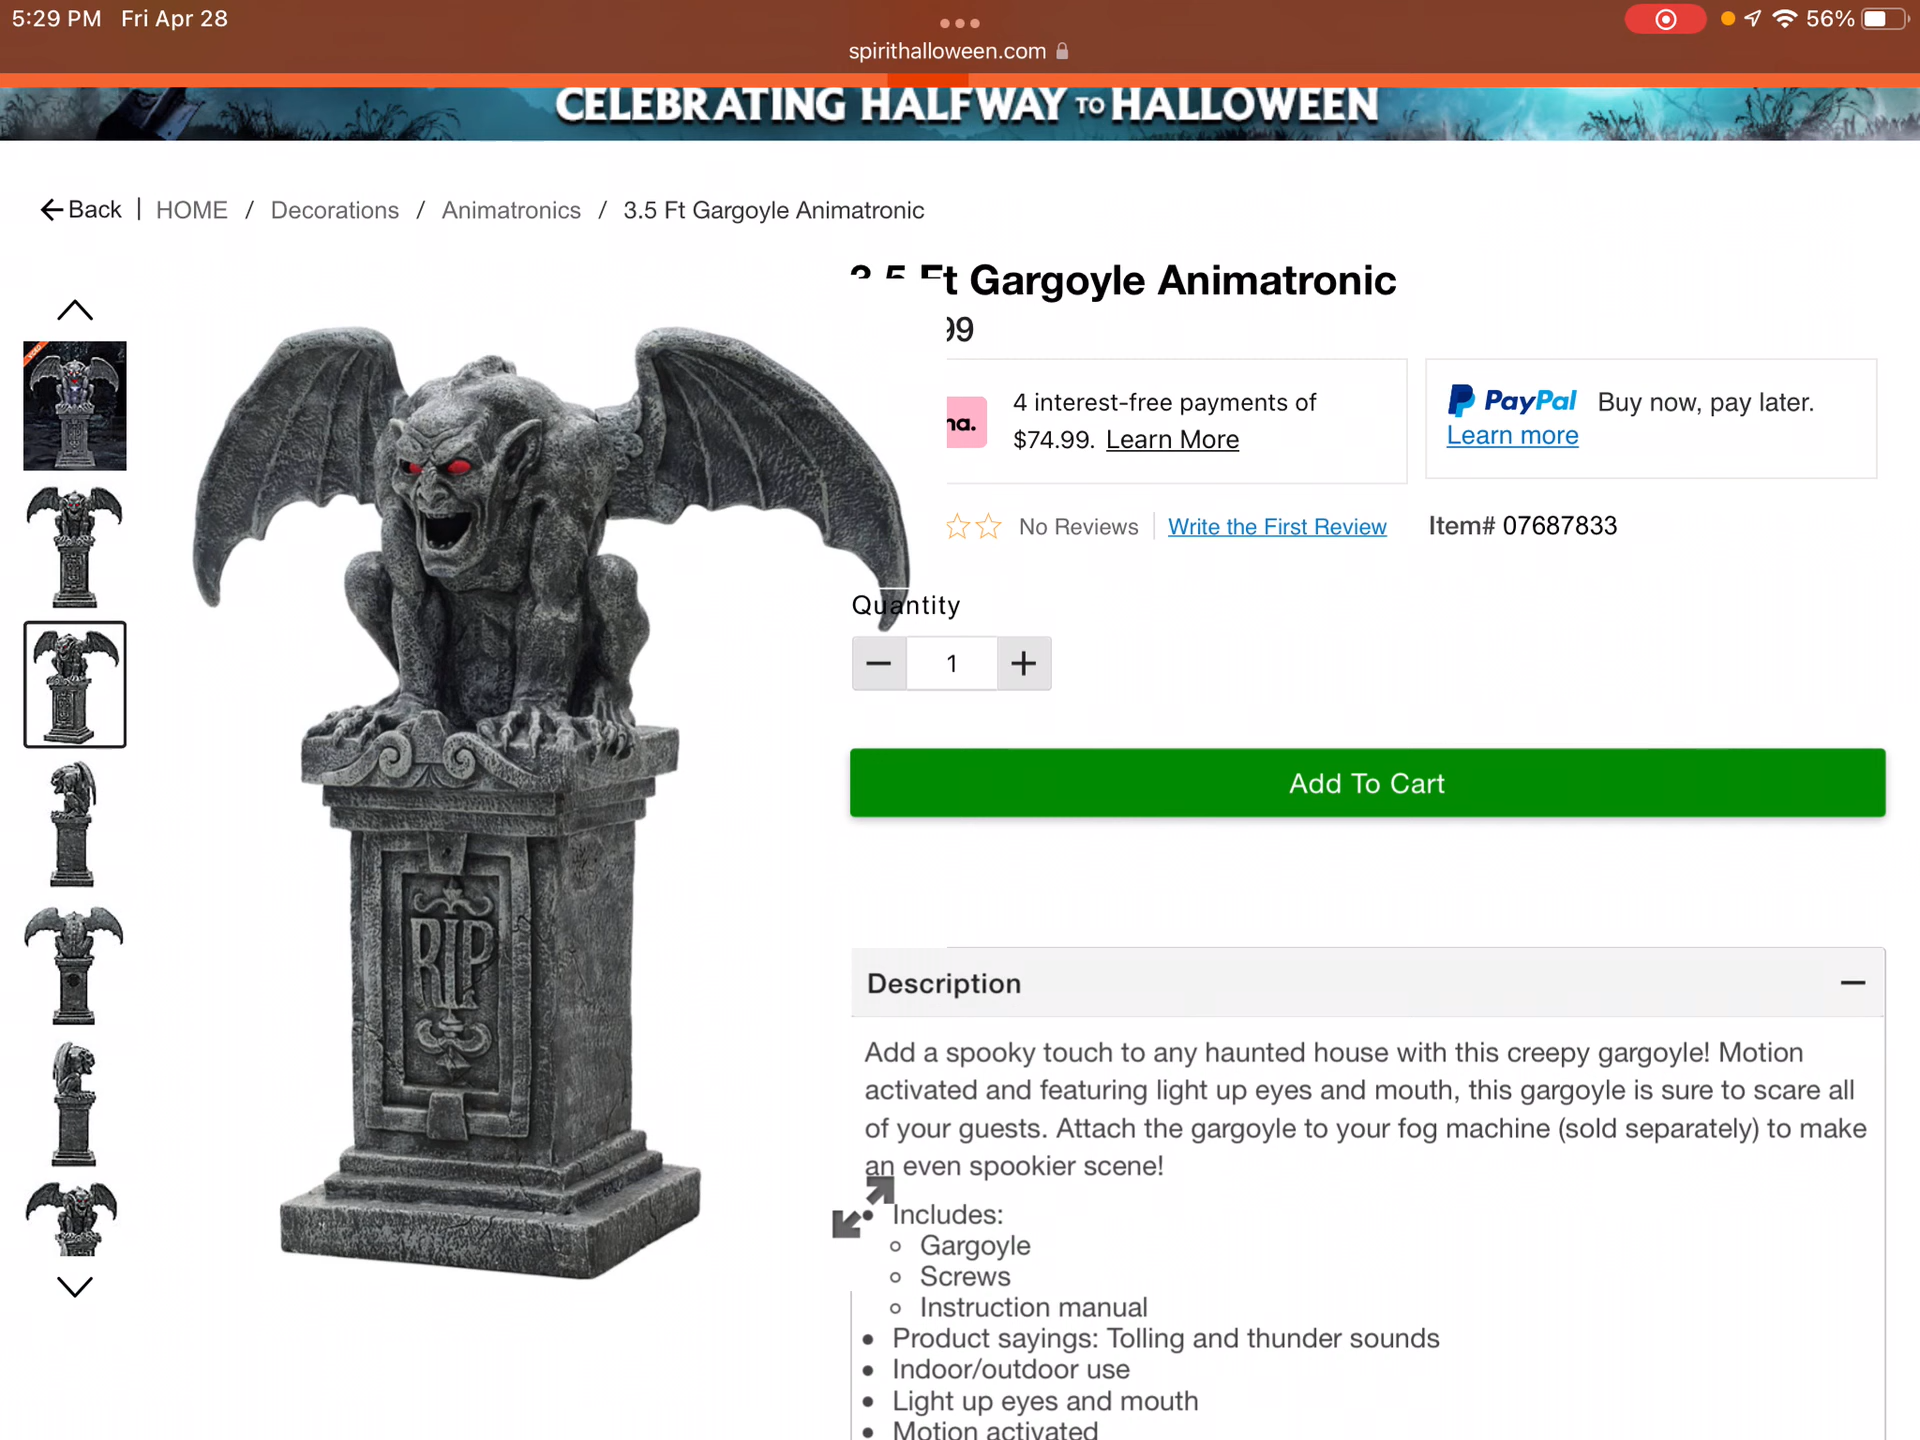 5:29 PM Fri Apr 28
56%
spirithalloween.com
CELEBRATING HALFWAY TO HALLOWEEN
Back | HOME / Decorations / Animatronics / 3.5 Ft Gargoyle Animatronic
3.5 Ft Gargoyle Animatronic
99
na.
4 interest-free payments of
$74.99. Learn More
PayPal Buy now, pay later.
Learn more
No Reviews Write the First Review
Item# 07687833
Quantity
1
Add To Cart
RIP
Description
Add a spooky touch to any haunted house with this creepy gargoyle! Motion
activated and featuring light up eyes and mouth, this gargoyle is sure to scare all
of your guests. Attach the gargoyle to your fog machine (sold separately) to make
an even spookier scene!
Includes:
Gargoyle
Screws
Instruction manual
Product sayings: Tolling and thunder sounds
Indoor/outdoor use
Light up eyes and mouth
Motion activated